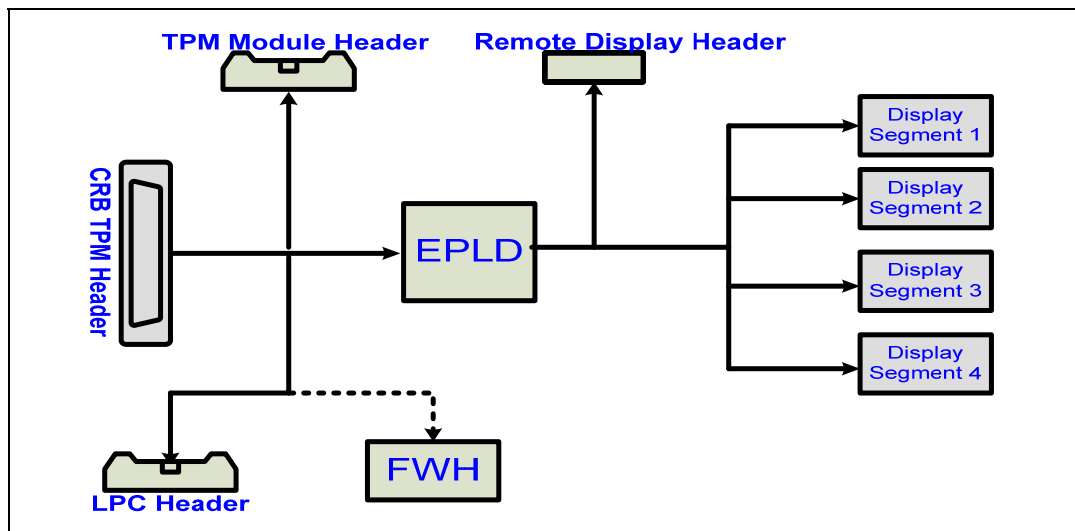 TPM Module Header
Remote Display Header
Display
Segment 1
CRB TPM Header
Display
Segment 2
EPLD
Display
Segment 3
Display
Segment 4
FWH
LPC Header